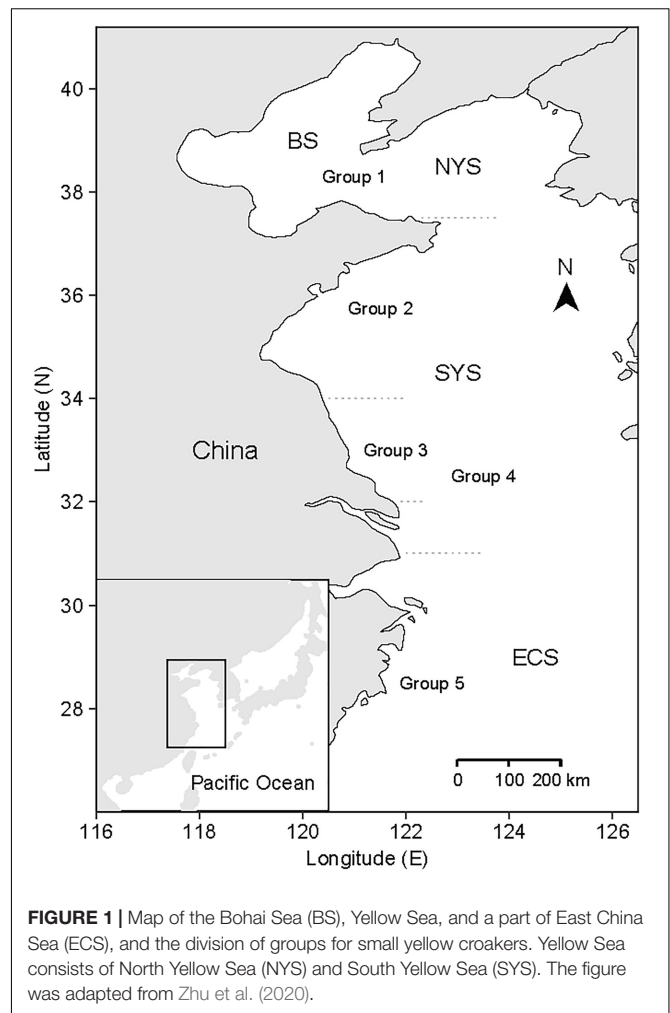 40
38
36
34
32
30
28
Latitude (N)
BS
Group 1
NYS
N
Group 2
SYS
China
Group 3
Group 4
ECS
Group 5
0 100 200 km
Pacific Ocean
116 118 120 122 124 126
Longitude (E)
FIGURE 1 | Map of the Bohai Sea (BS), Yellow Sea, and a part of East China
Sea (ECS), and the division of groups for small yellow croakers. Yellow Sea
consists of North Yellow Sea (NYS) and South Yellow Sea (SYS). The figure
was adapted from Zhu et al. (2020).